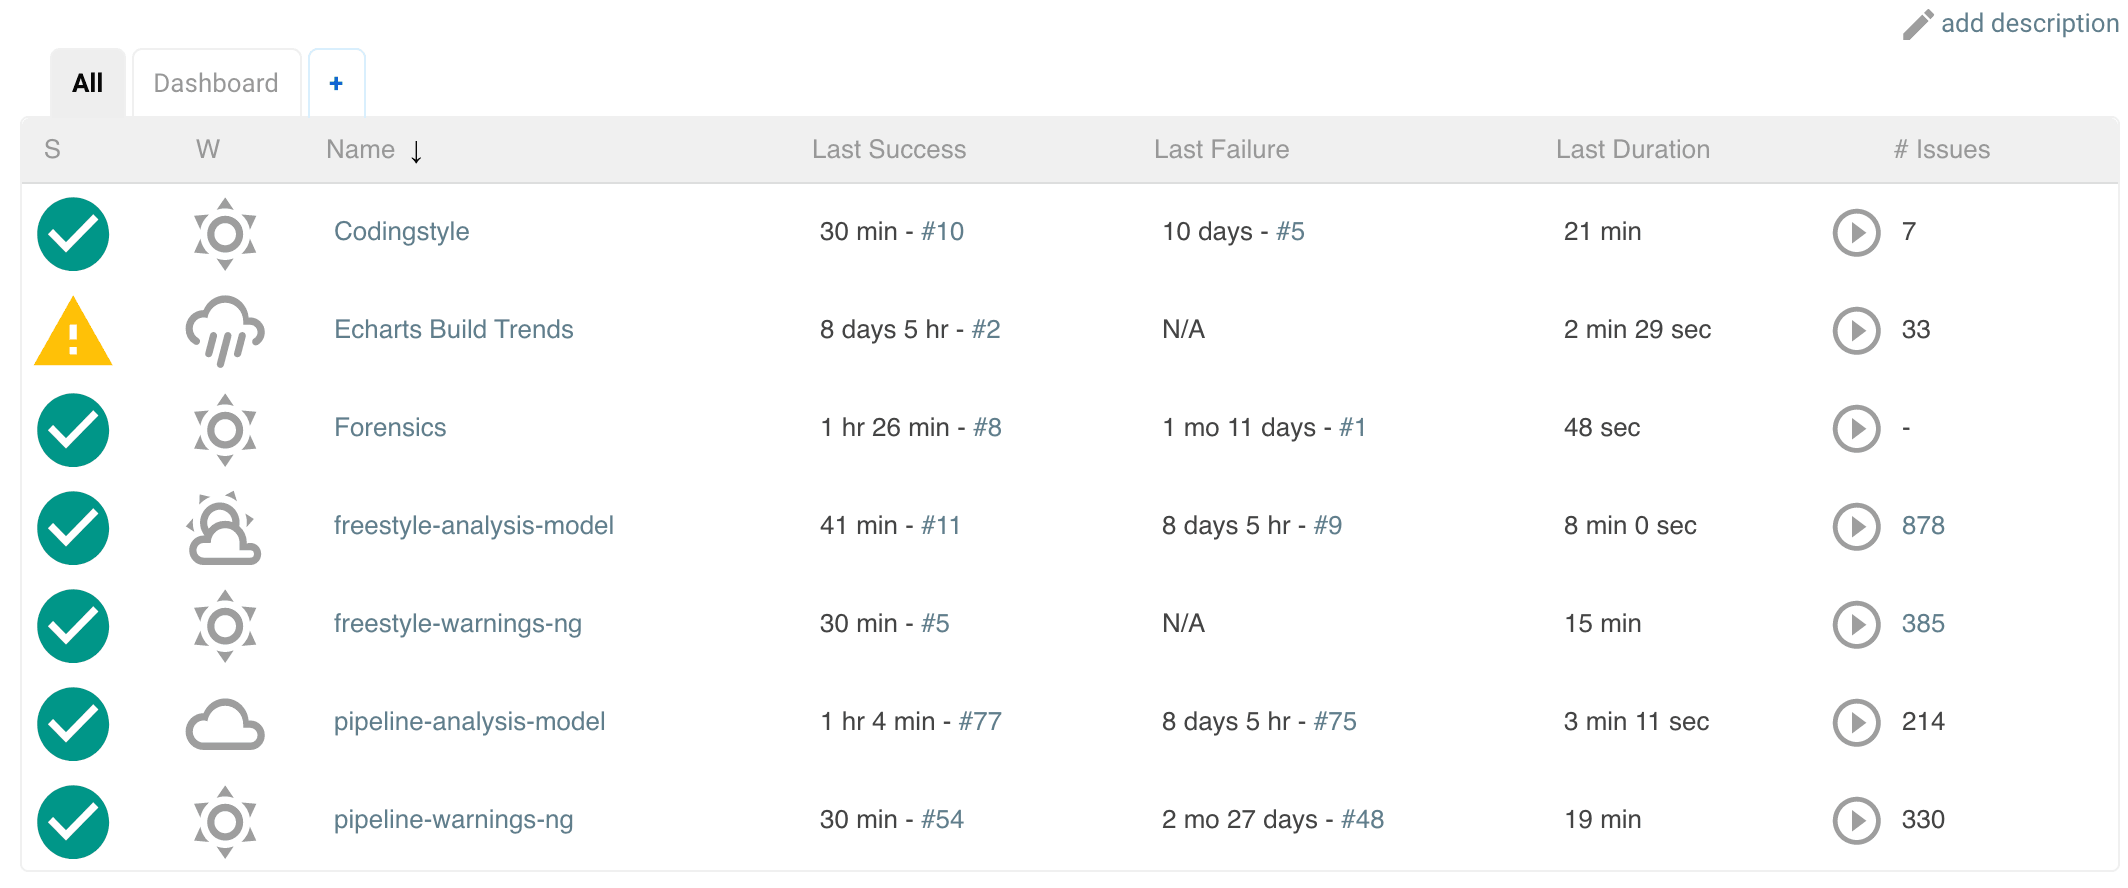 add description
All Dashboard +
S W Name ↓ Last Success Last Failure Last Duration # Issues
Codingstyle 30 min - #10 10 days - #5 21 min 7
Echarts Build Trends 8 days 5 hr - #2 N/A 2 min 29 sec 33
Forensics 1 hr 26 min - #8 1 mo 11 days - #1 48 sec -
freestyle-analysis-model 41 min - #11 8 days 5 hr - #9 8 min 0 sec 878
freestyle-warnings-ng 30 min - #5 N/A 15 min 385
pipeline-analysis-model 1 hr 4 min - #77 8 days 5 hr - #75 3 min 11 sec 214
pipeline-warnings-ng 30 min - #54 2 mo 27 days - #48 19 min 330